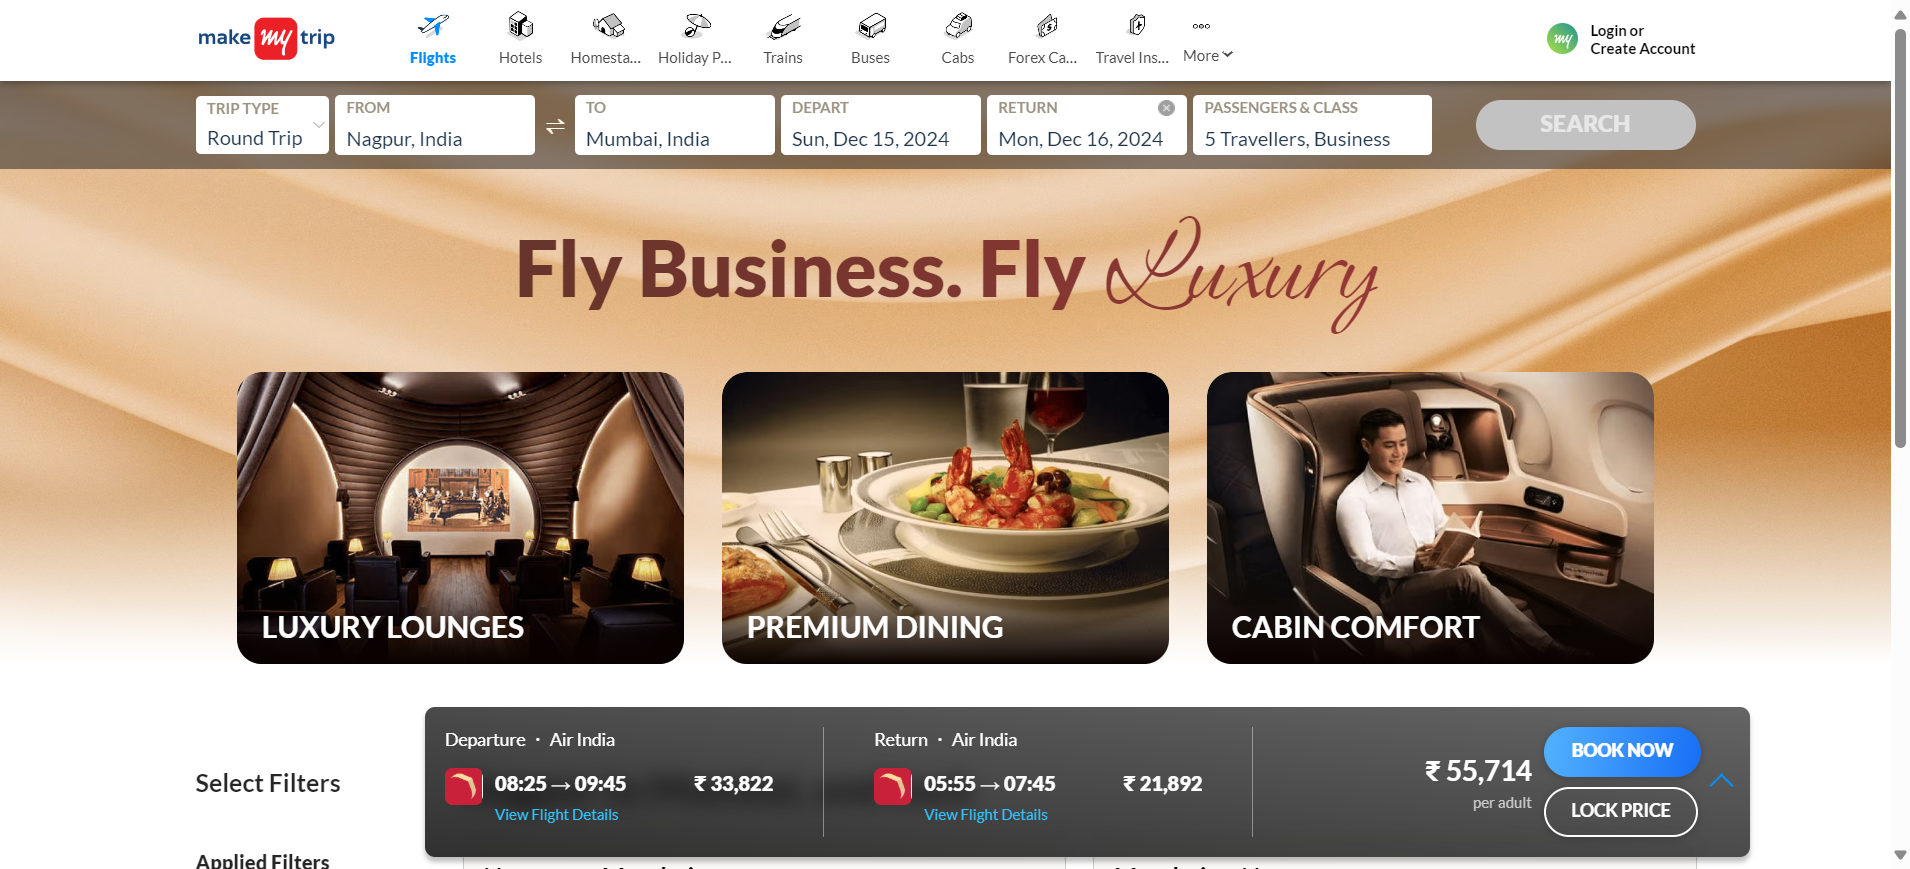 make my trip
Flights
Hotels
Homesta...
Holiday P...
Trains
Buses
Cabs
Forex Ca...
Travel Ins...
More
my
Login or
Create Account
TRIP TYPE
Round Trip
FROM
Nagpur, India
TO
Mumbai, India
DEPART
Sun, Dec 15, 2024
RETURN
Mon, Dec 16, 2024
PASSENGERS & CLASS
5 Travellers, Business
SEARCH
Fly Business. Fly Luxury
LUXURY LOUNGES
PREMIUM DINING
CABIN COMFORT
Select Filters
Applied Filters
Departure · Air India
08:25 → 09:45
₹ 33,822
View Flight Details
Return · Air India
05:55 → 07:45
₹ 21,892
View Flight Details
₹ 55,714
per adult
BOOK NOW
LOCK PRICE